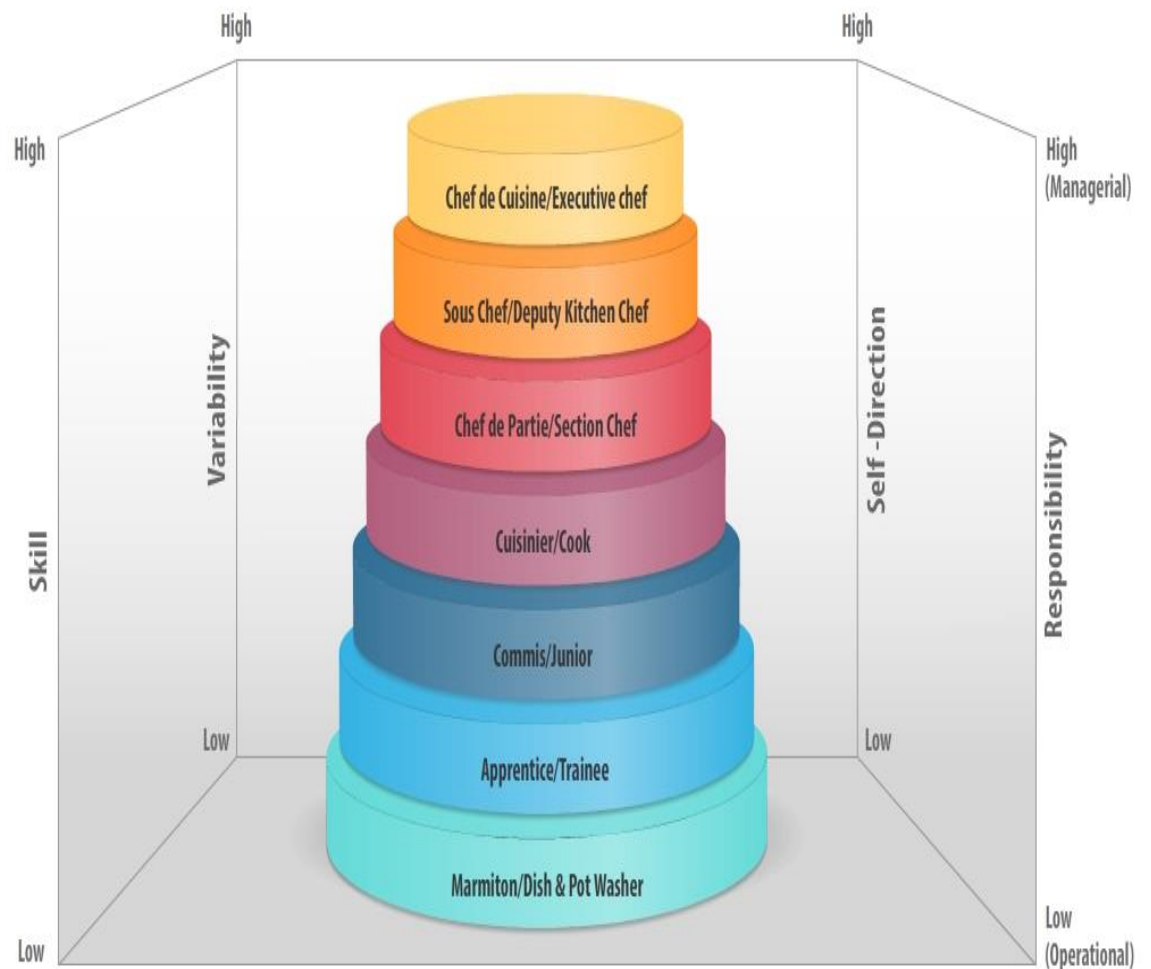 High
High
High
High
(Managerial)
Chef de Cuisine/Executive chef
Sous Chef/Deputy Kitchen Chef
Chef de Partie/Section Chef
Cuisinier/Cook
Commis/Junior
Apprentice/Trainee
Marmiton/Dish & Pot Washer
Skill
Variability
Self -Direction
Responsibility
Low
Low
Low
Low
(Operational)